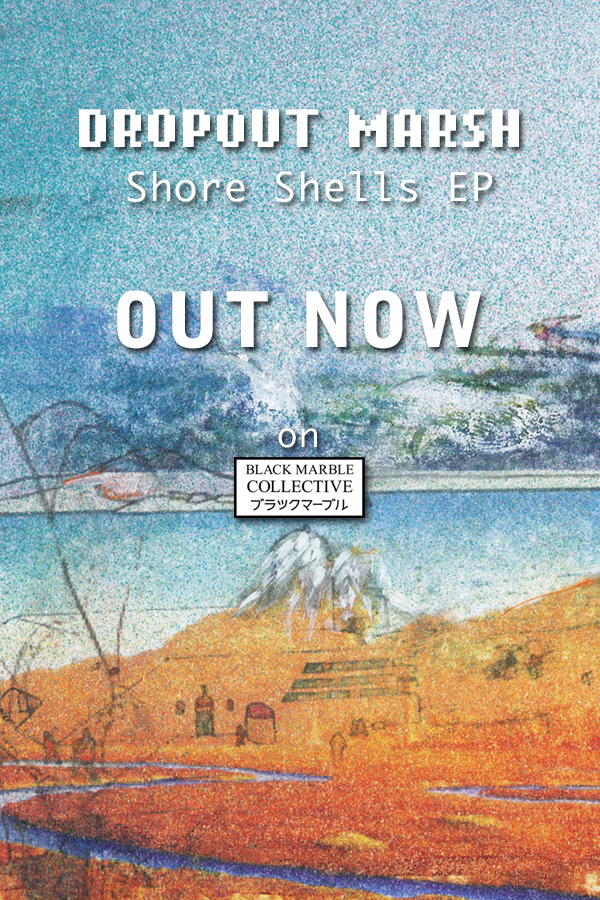 DROPOUT MARSH
Shore Shells EP
OUT NOW
on
BLACK MARBLE
COLLECTIVE
ブラックマーブル